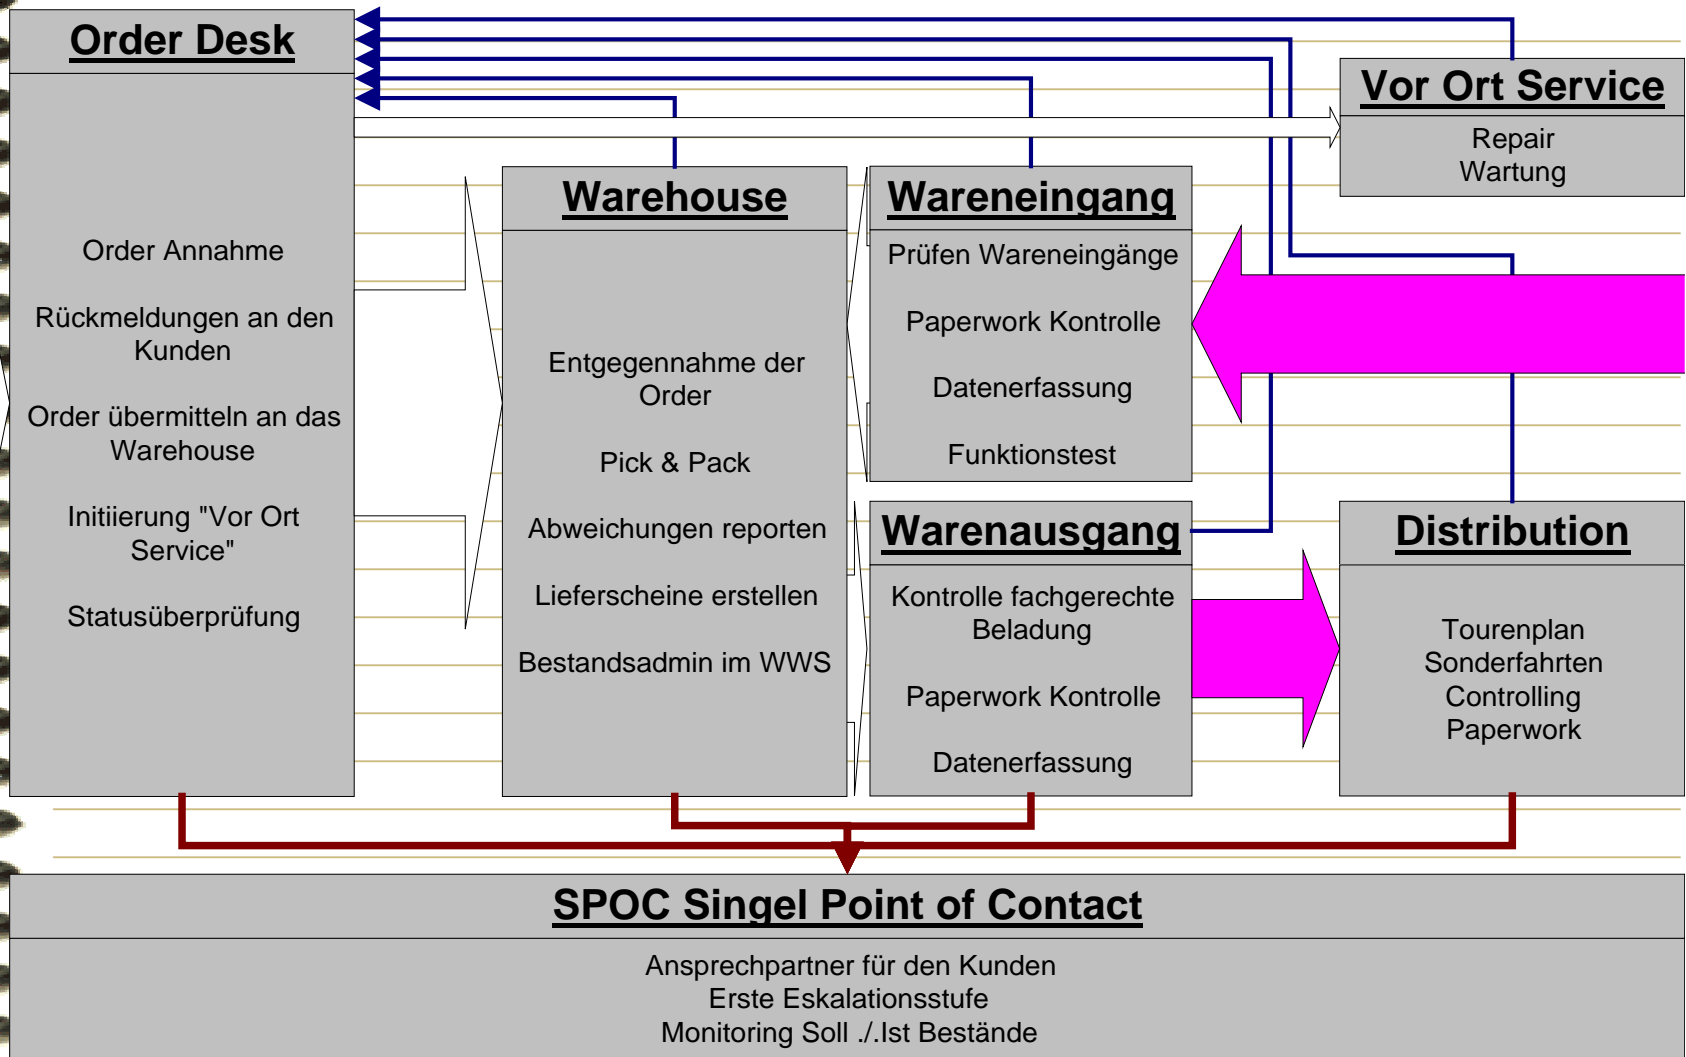 Order Desk
Order Annahme
Rückmeldungen an den
Kunden
Order übermitteln an das
Warehouse
Initiierung "Vor Ort
Service"
Statusüberprüfung
Warehouse
Entgegennahme der
Order
Pick & Pack
Abweichungen reporten
Lieferscheine erstellen
Bestandsadmin im WWS
Wareneingang
Prüfen Wareneingänge
Paperwork Kontrolle
Datenerfassung
Funktionstest
Warenausgang
Kontrolle fachgerechte
Beladung
Paperwork Kontrolle
Datenerfassung
Vor Ort Service
Repair
Wartung
Distribution
Tourenplan
Sonderfahrten
Controlling
Paperwork
SPOC Singel Point of Contact
Ansprechpartner für den Kunden
Erste Eskalationsstufe
Monitoring Soll ./.Ist Bestände